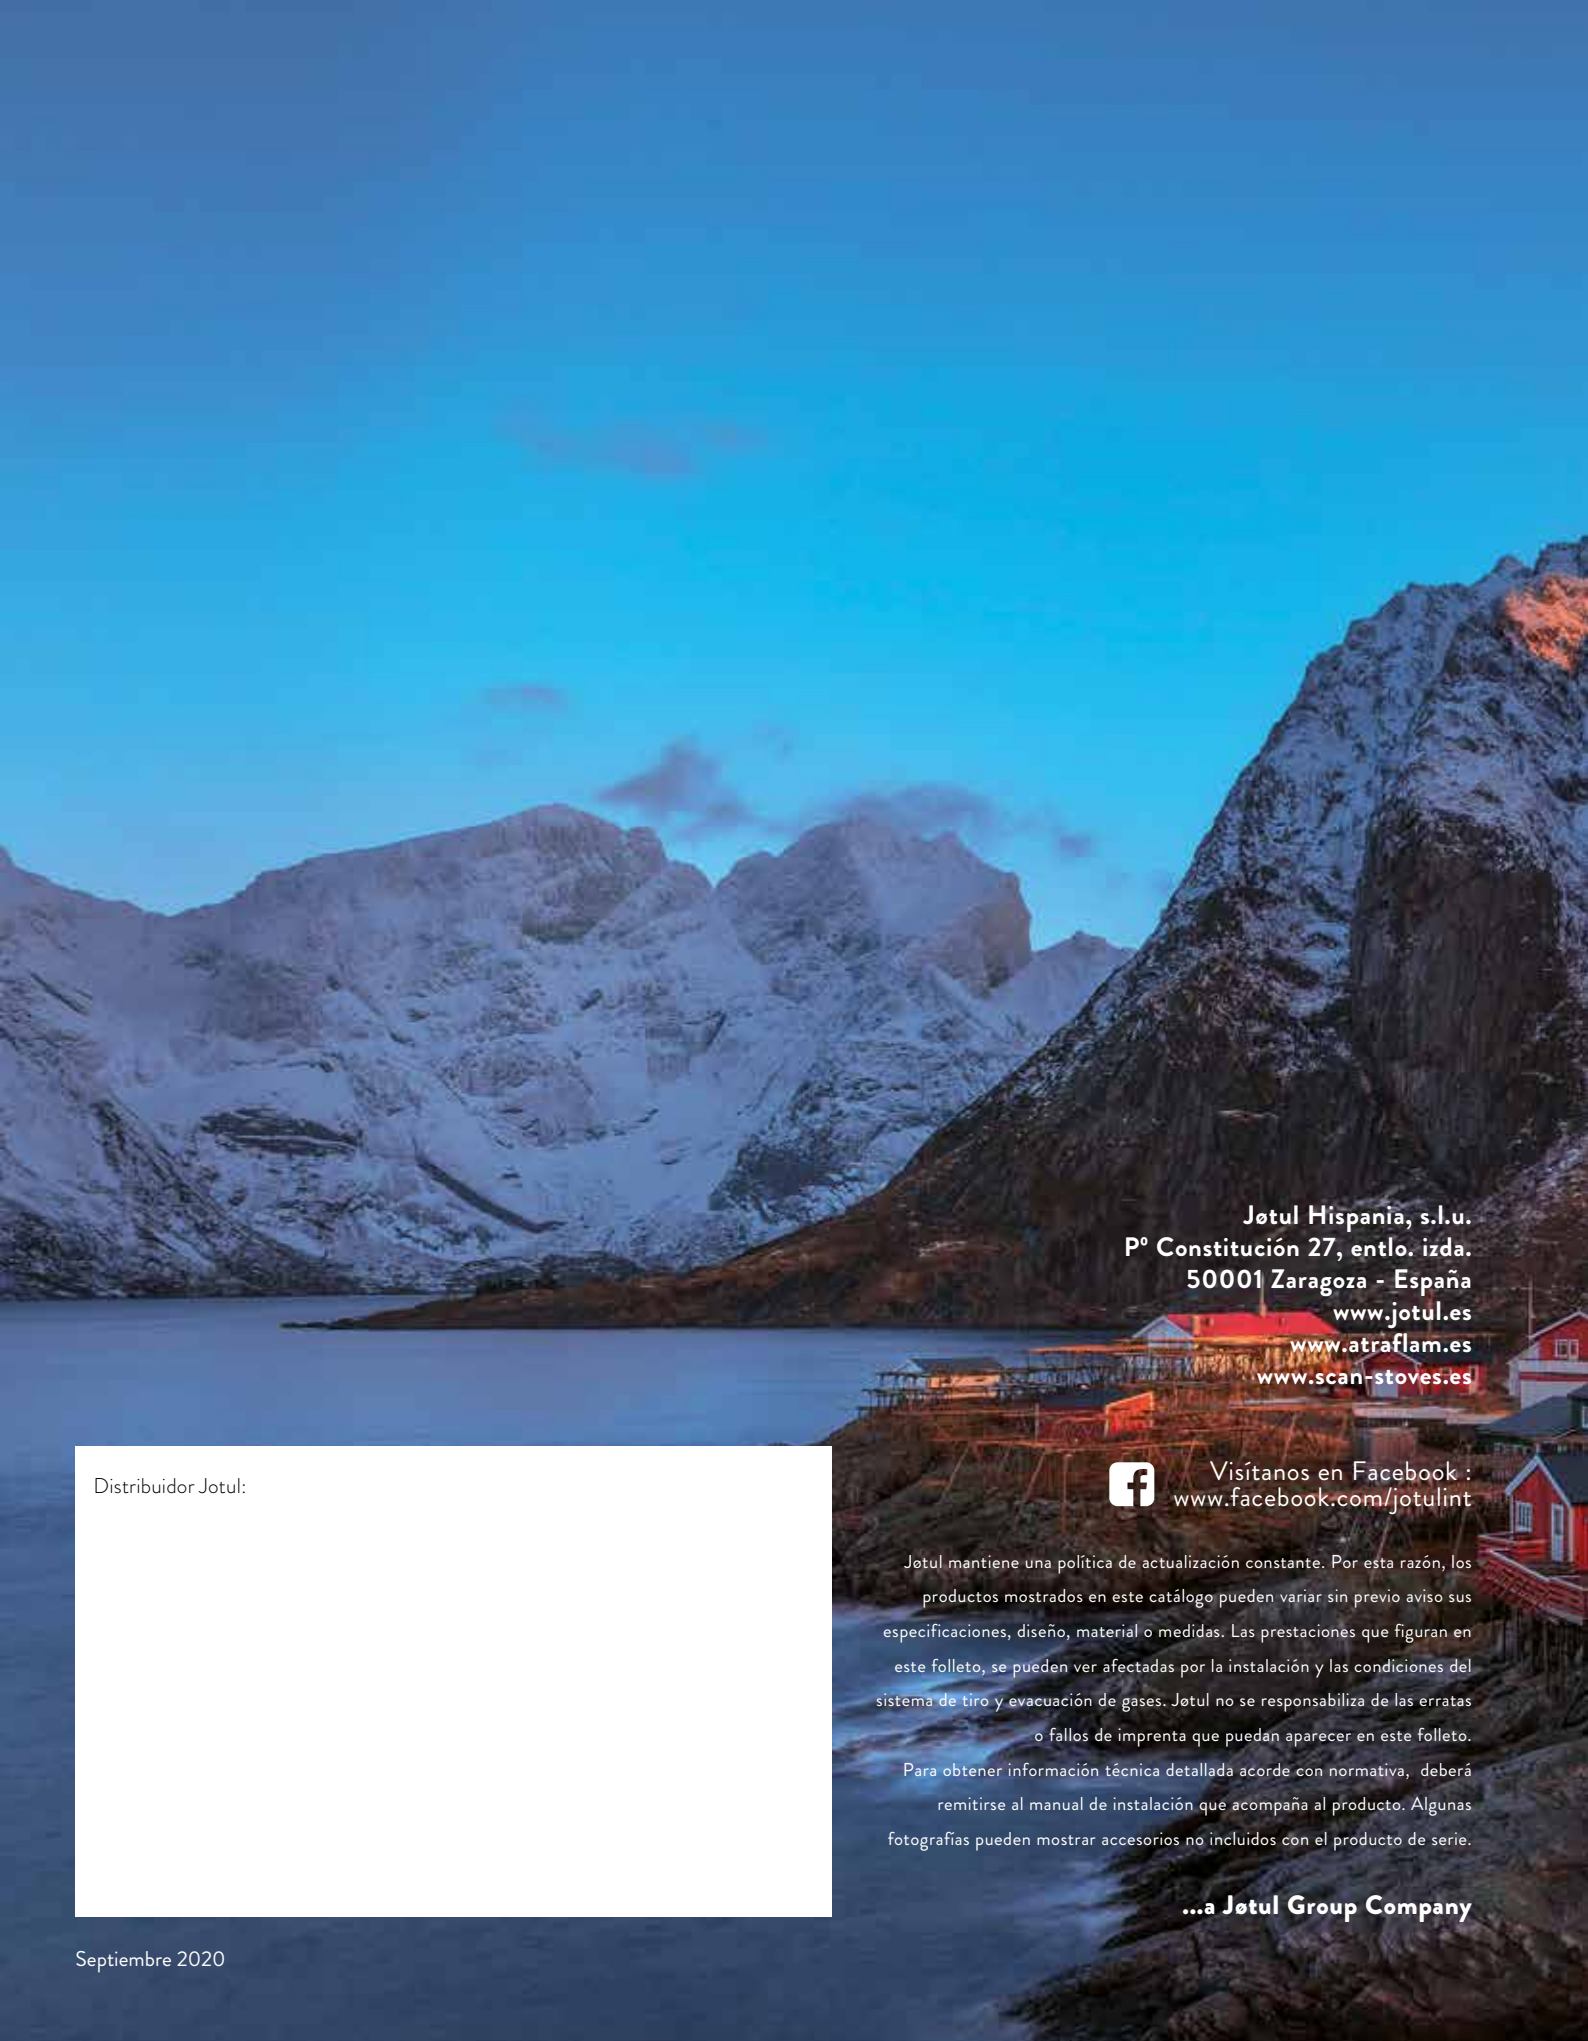 Jøtul Hispania, s.l.u.
Pº Constitución 27, entlo. izda.
50001 Zaragoza - España
www.jotul.es
www.atraflam.es
www.scan-stoves.es
Distribuidor Jotul:
Visítanos en Facebook :
www.facebook.com/jotulint
Jøtul mantiene una política de actualización constante. Por esta razón, los
productos mostrados en este catálogo pueden variar sin previo aviso sus
especificaciones, diseño, material o medidas. Las prestaciones que figuran en
este folleto, se pueden ver afectadas por la instalación y las condiciones del
sistema de tiro y evacuación de gases. Jøtul no se responsabiliza de las erratas
o fallos de imprenta que puedan aparecer en este folleto.
Para obtener información técnica detallada acorde con normativa, deberá
remitirse al manual de instalación que acompaña al producto. Algunas
fotografías pueden mostrar accesorios no incluidos con el producto de serie.
...a Jøtul Group Company
Septiembre 2020